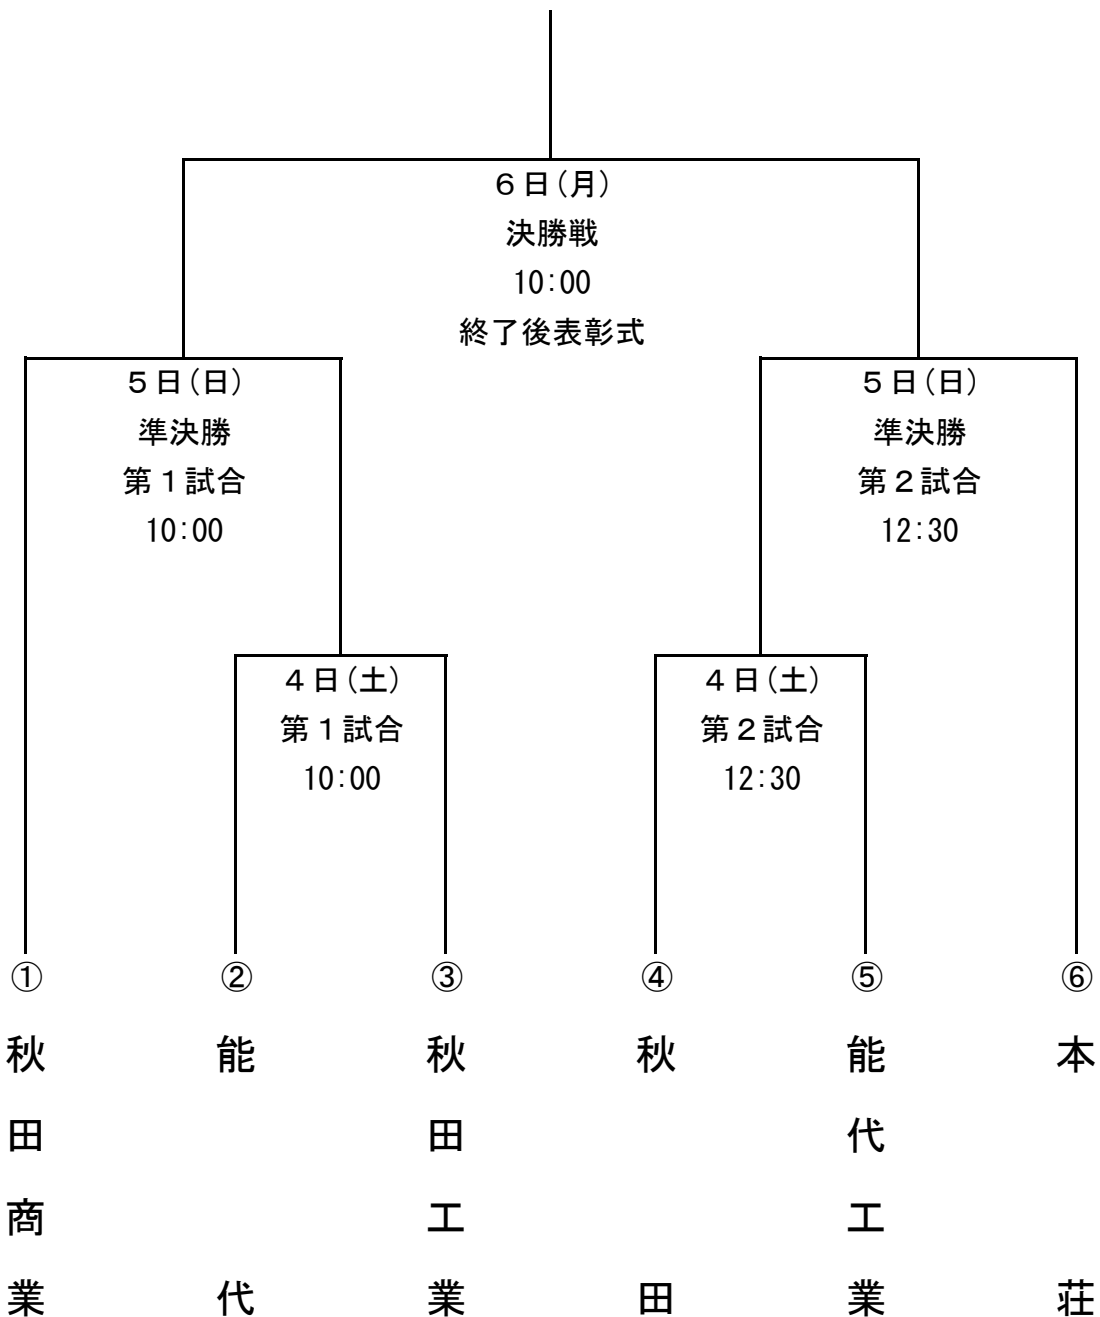 6日(月)
決勝戦
10:00
終了後表彰式
5日(日)
準決勝
第1試合
10:00
5日(日)
準決勝
第2試合
12:30
4日(土)
第1試合
10:00
4日(土)
第2試合
12:30
①
秋田商業
②
能代
③
秋田工業
④
秋田
⑤
能代工業
⑥
本荘